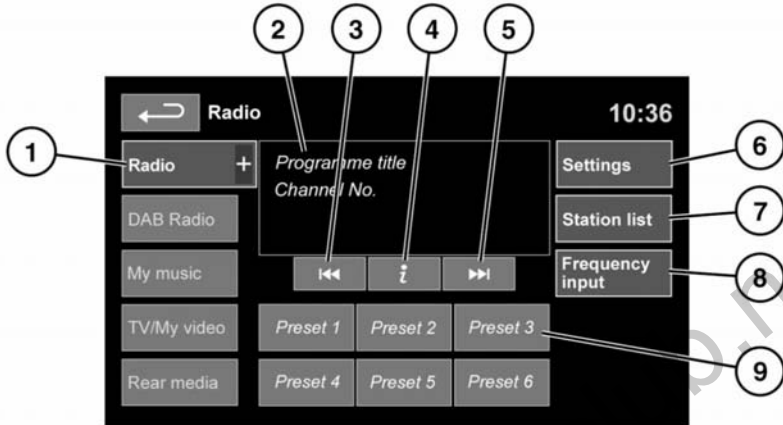 2 3 4 5
Radio 10:36
1
Radio +
Programme title
Channel No.
Settings
6
DAB Radio
Station list
7
My music
i
Frequency
input
8
TV/My video
Preset 1 Preset 2 Preset 3
9
Rear media
Preset 4 Preset 5 Preset 6